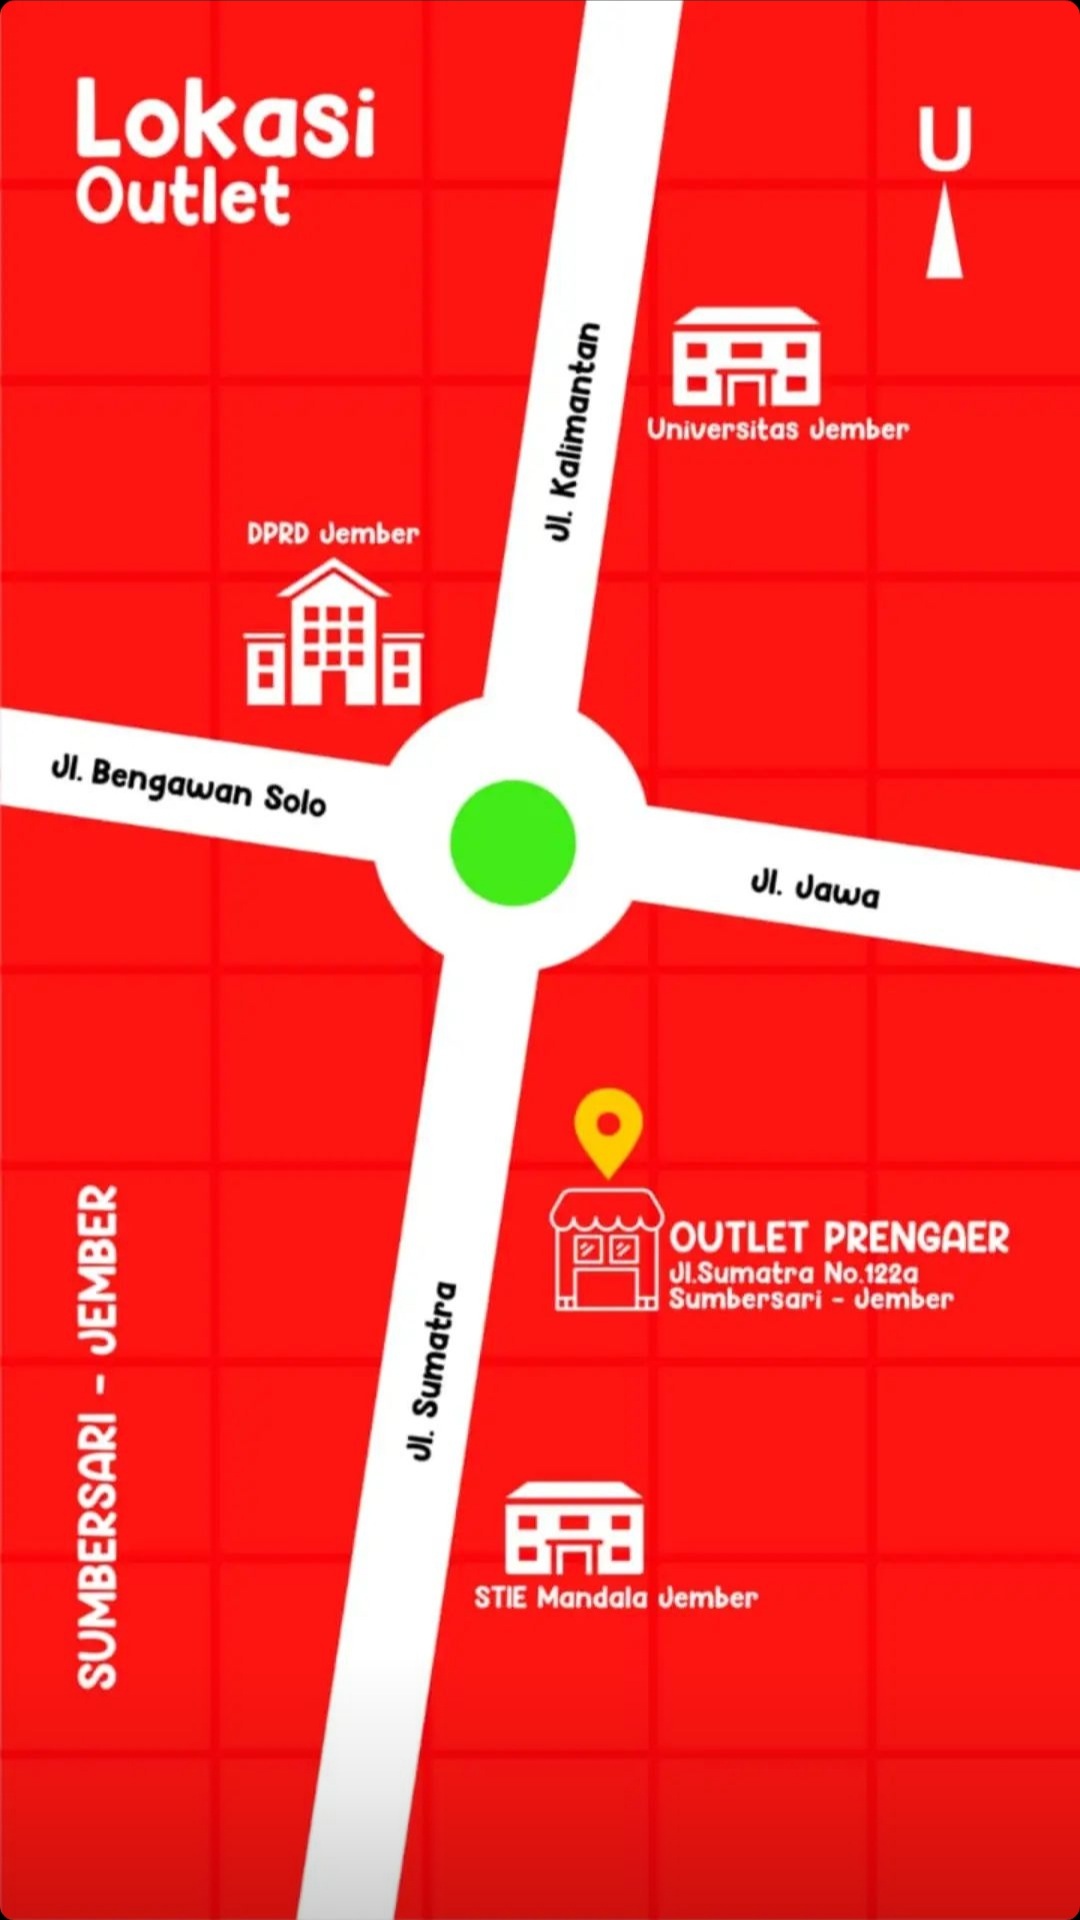 Lokasi
Outlet
U
Jl. Kalimantan
Universitas Jember
DPRD Jember
Jl. Bengawan Solo
Jl. Jawa
OUTLET PRENGAER
Jl.Sumatra No.122a
Sumbersari - Jember
Jl. Sumatra
SUMBERSARI - JEMBER
STIE Mandala Jember